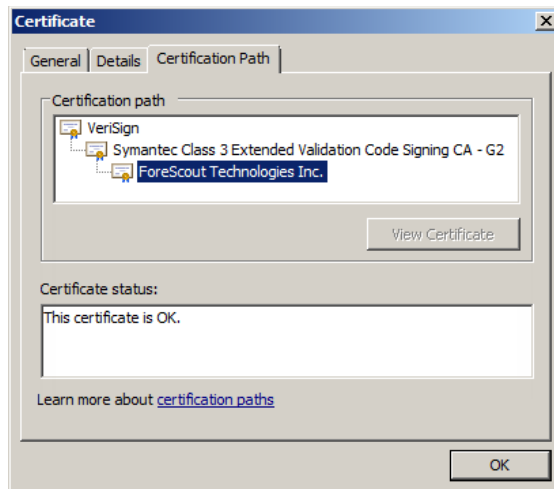 Certificate
General
Details
Certification Path
Certification path
VeriSign
Symantec Class 3 Extended Validation Code Signing CA - G2
ForeScout Technologies Inc.
View Certificate
Certificate status:
This certificate is OK.
Learn more about certification paths
OK